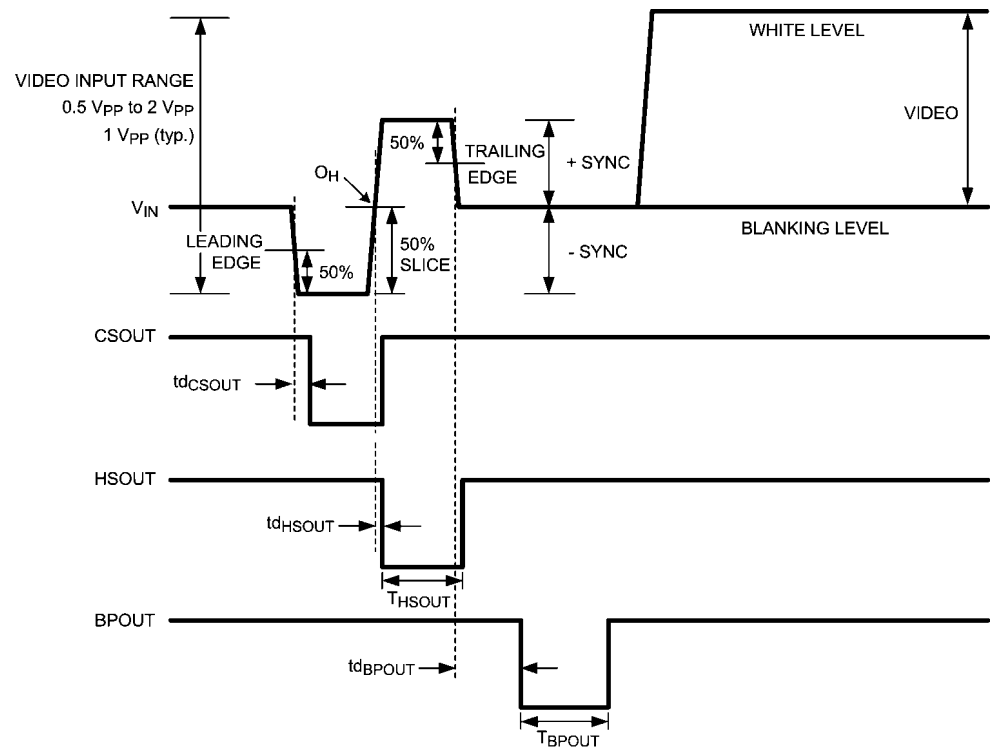 WHITE LEVEL
VIDEO INPUT RANGE
0.5 VPP to 2 VPP
1 VPP (typ.)
VIDEO
50%
TRAILING
EDGE
+ SYNC
OH
VIN
BLANKING LEVEL
LEADING
EDGE
50%
50%
SLICE
- SYNC
CSOUT
tdCSOUT
HSOUT
tdHSOUT
THSOUT
BPOUT
tdBPOUT
TBPOUT